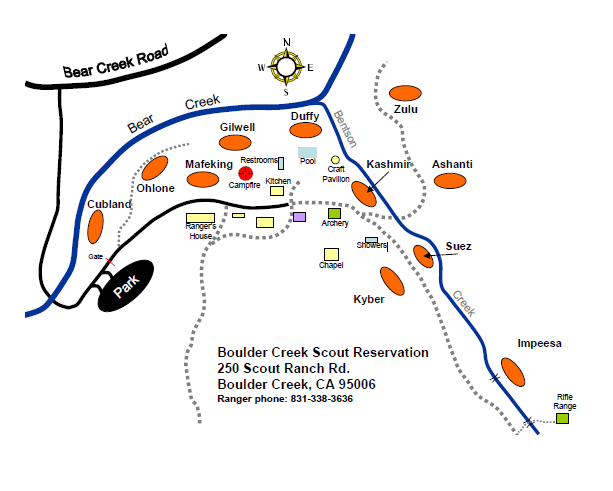 Bear Creek Road
N
W E
S
Bear Creek
Bentson
Zulu
Duffy
Gilwell
Restrooms
Pool
Craft
Pavilion
Kashmir
Ashanti
Mafeking
Ohlone
Campfire
Kitchen
Cubland
Ranger's
House
Archery
Showers
Suez
Gate
Chapel
Park
Kyber
Creek
Impeesa
Boulder Creek Scout Reservation
250 Scout Ranch Rd.
Boulder Creek, CA 95006
Ranger phone: 831-338-3636
Rifle
Range